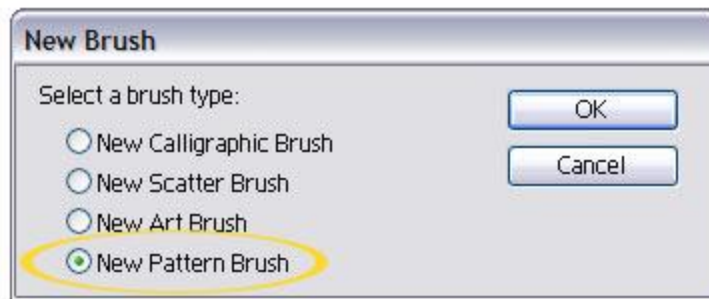 New Brush
Select a brush type:
New Calligraphic Brush
New Scatter Brush
New Art Brush
New Pattern Brush
OK
Cancel